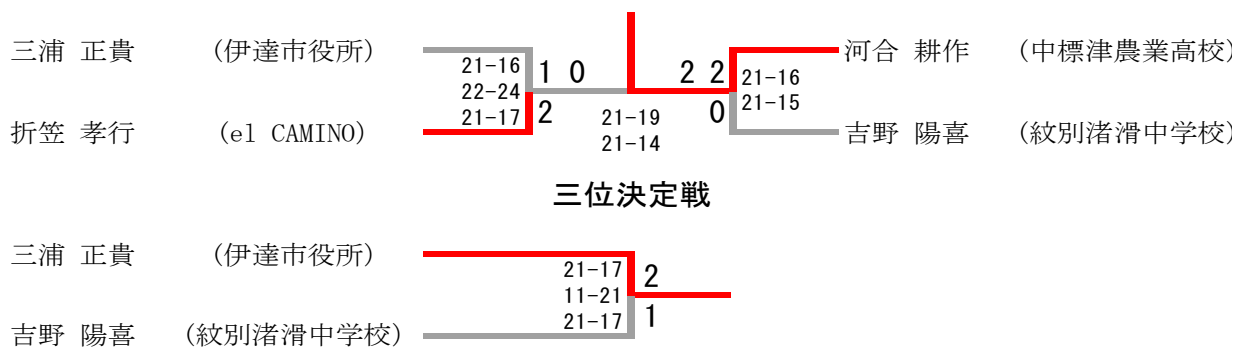 三浦 正貴 (伊達市役所)
21-16
22-24
21-17
1 0
2
折笠 孝行 (el CAMINO)
2 2
0
21-19
21-14
21-16
21-15
河合 耕作 (中標津農業高校)
吉野 陽喜 (紋別渚滑中学校)
三位決定戦
三浦 正貴 (伊達市役所)
21-17
11-21
21-17
2
1
吉野 陽喜 (紋別渚滑中学校)